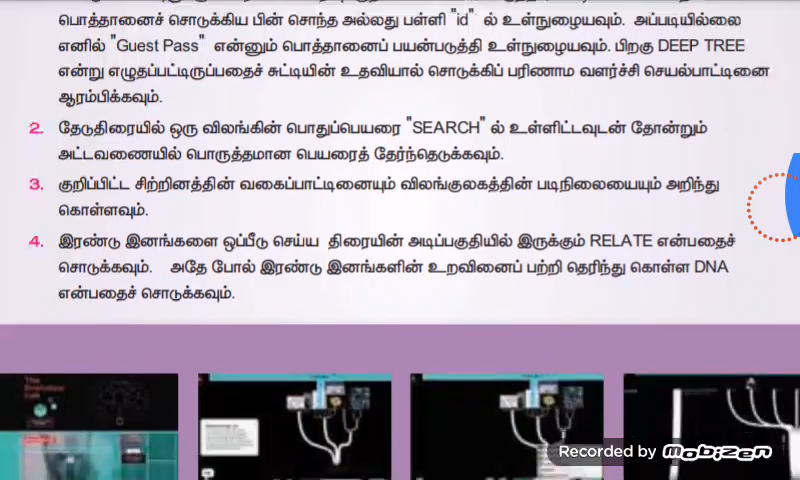 பொத்தானைச் சொடுக்கிய பின் சொந்த அல்லது பள்ளி "id" ல் உள்நுழையவும். அப்படியில்லை
எனில் "Guest Pass" என்னும் பொத்தானைப் பயன்படுத்தி உள்நுழையவும். பிறகு DEEP TREE
என்று எழுதப்பட்டிருப்பதைச் சுட்டியின் உதவியால் சொடுக்கிப் பரிணாம வளர்ச்சி செயல்பாட்டினை
ஆரம்பிக்கவும்.
2. தேடுதிரையில் ஒரு விலங்கின் பொதுப்பெயரை "SEARCH" ல் உள்ளிட்டவுடன் தோன்றும்
அட்டவணையில் பொருத்தமான பெயரைத் தேர்ந்தெடுக்கவும்.
3. குறிப்பிட்ட சிற்றினத்தின் வகைப்பாட்டினையும் விலங்குலகத்தின் படிநிலையையும் அறிந்து
கொள்ளவும்.
4. இரண்டு இனங்களை ஒப்பீடு செய்ய திரையின் அடிப்பகுதியில் இருக்கும் RELATE என்பதைச்
சொடுக்கவும். அதே போல் இரண்டு இனங்களின் உறவினைப் பற்றி தெரிந்து கொள்ள DNA
என்பதைச் சொடுக்கவும்.
Recorded by mobizen